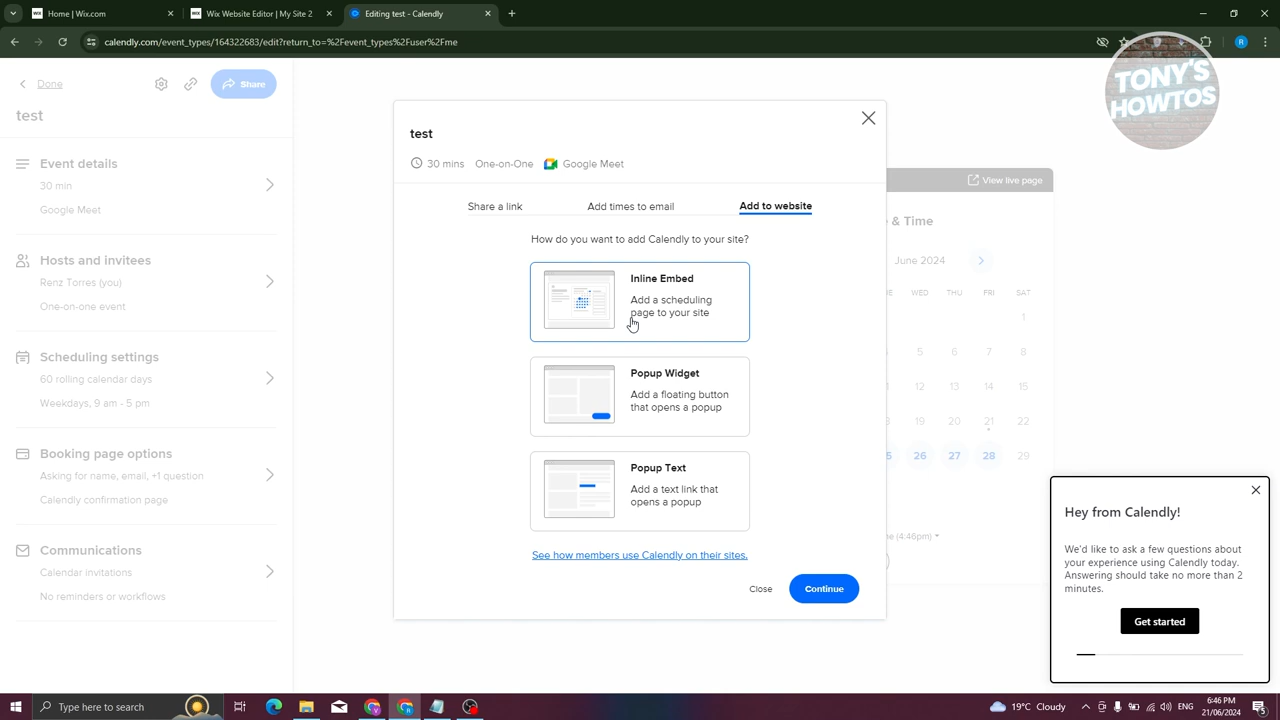 Home | Wix.com
Wix Website Editor | My Site 2
Editing test - Calendly
calendly.com/event_types/164322683/edit?return_to=%2Fevent_types%2Fuser%2Fme
TONY'S
HOWTOS
Done
Share
test
Event details
30 min
Google Meet
Hosts and invitees
Renz Torres (you)
One-on-one event
Scheduling settings
60 rolling calendar days
Weekdays, 9 am - 5 pm
Booking page options
Asking for name, email, +1 question
Calendly confirmation page
Communications
Calendar invitations
No reminders or workflows
test
30 mins One-on-One Google Meet
Share a link Add times to email Add to website
How do you want to add Calendly to your site?
Inline Embed
Add a scheduling
page to your site
Popup Widget
Add a floating button
that opens a popup
Popup Text
Add a text link that
opens a popup
See how members use Calendly on their sites.
Close Continue
View live page
& Time
June 2024
WED THU FRI SAT
1
5 6 7 8
12 13 14 15
19 20 21 22
26 27 28 29
(4:46pm)
Hey from Calendly!
We'd like to ask a few questions about
your experience using Calendly today.
Answering should take no more than 2
minutes.
Get started
Type here to search
19°C Cloudy
ENG
6:46 PM
21/06/2024